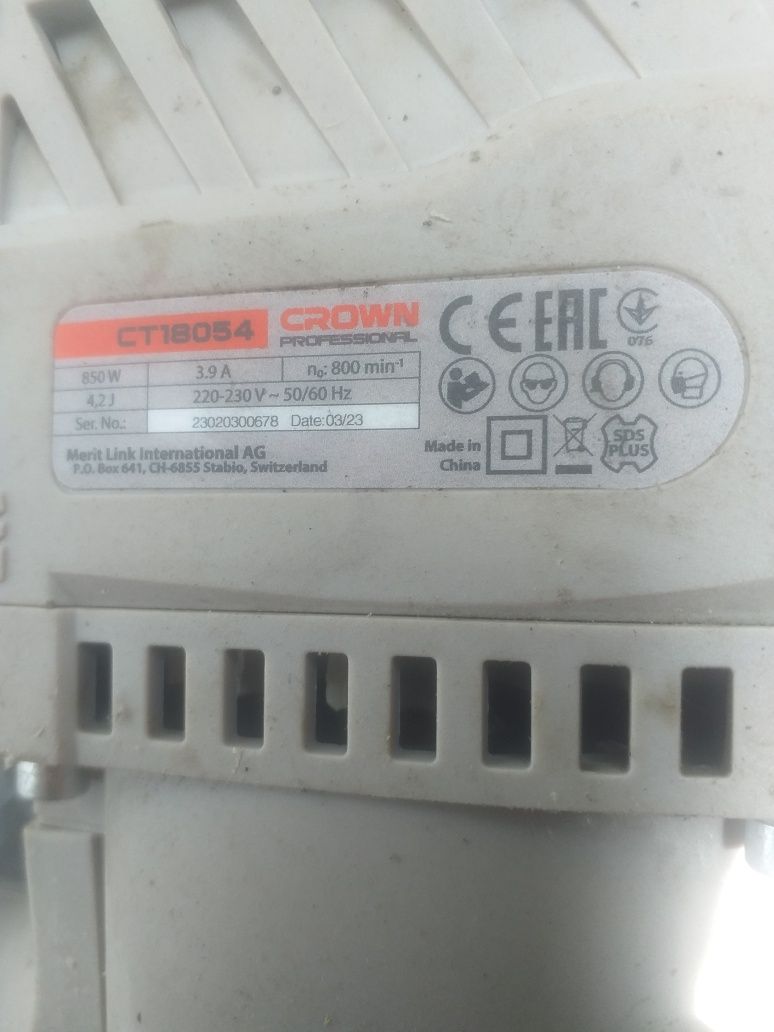 CT18054 CROWN
PROFESSIONAL
CE EAC
076
850 W 3.9 A n₀: 800 min⁻¹
4,2 J 220-230 V ~ 50/60 Hz
Ser. No.: 23020300678 Date:03/23
Merit Link International AG
P.O. Box 641, CH-6855 Stabio, Switzerland
Made in
China
SDS
PLUS